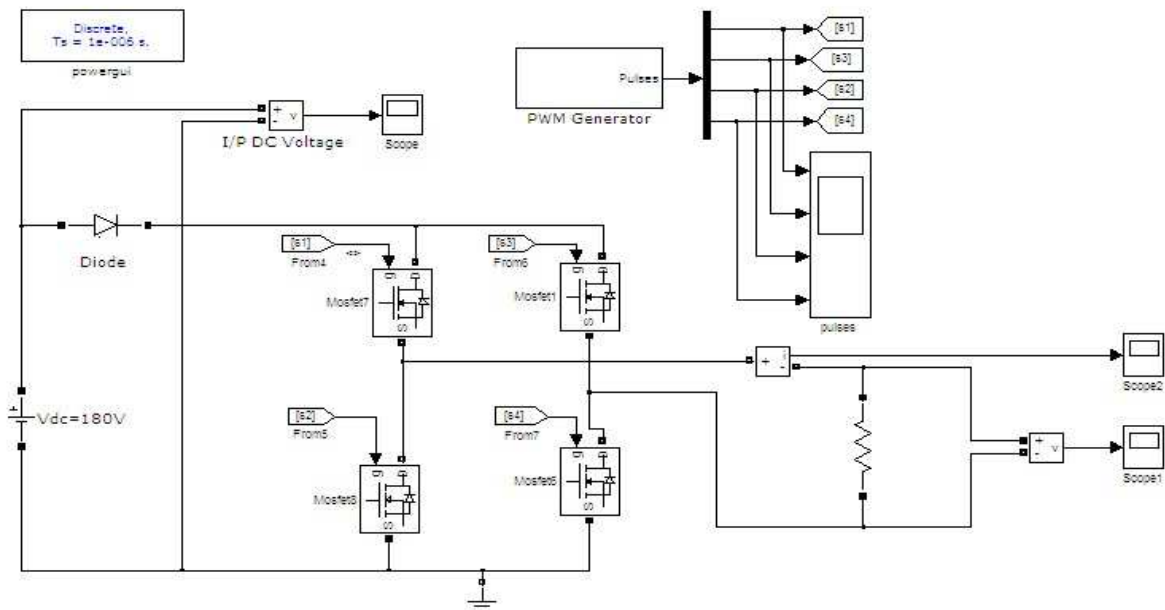 Discrete,
Ts = 1e-006 s.
powergui
Pulses
PWM Generator
[s1]
[s3]
[s2]
[s4]
+
-
v
I/P DC Voltage
Scope
pulses
Diode
[s1]
From4
[s3]
From6
g
D
S
Mosfet7
g
D
S
Mosfet1
+
i
-
Scope2
+
Vdc=180V
[s2]
From5
[s4]
From7
g
D
S
Mosfet8
g
D
S
Mosfet6
+
-
v
Scope1